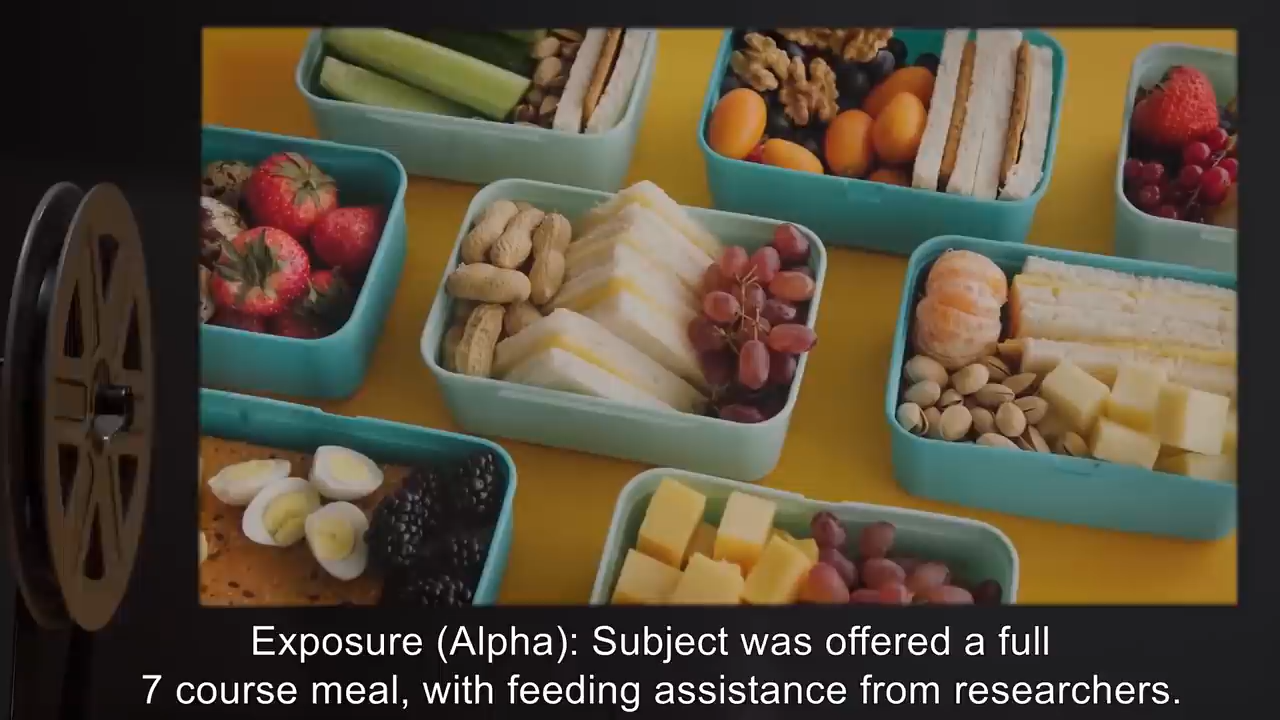 Exposure (Alpha): Subject was offered a full
7 course meal, with feeding assistance from researchers.